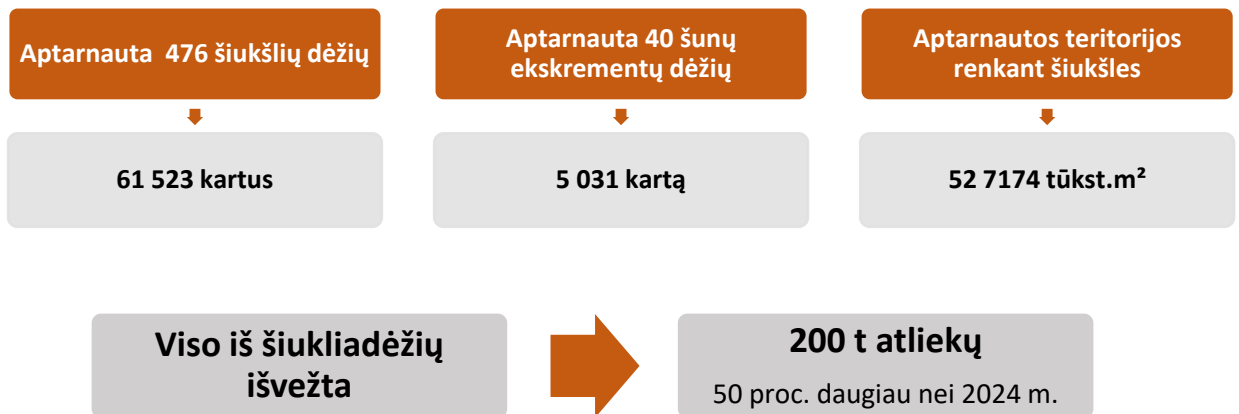 Aptarnauta 476 šiukšlių dėžių
Aptarnauta 40 šunų
ekskrementų dėžių
Aptarnautos teritorijos
renkant šiukšles
61 523 kartus
5 031 kartą
52 7174 tūkst.m²
Viso iš šiukliadėžių
išvežta
200 t atliekų
50 proc. daugiau nei 2024 m.